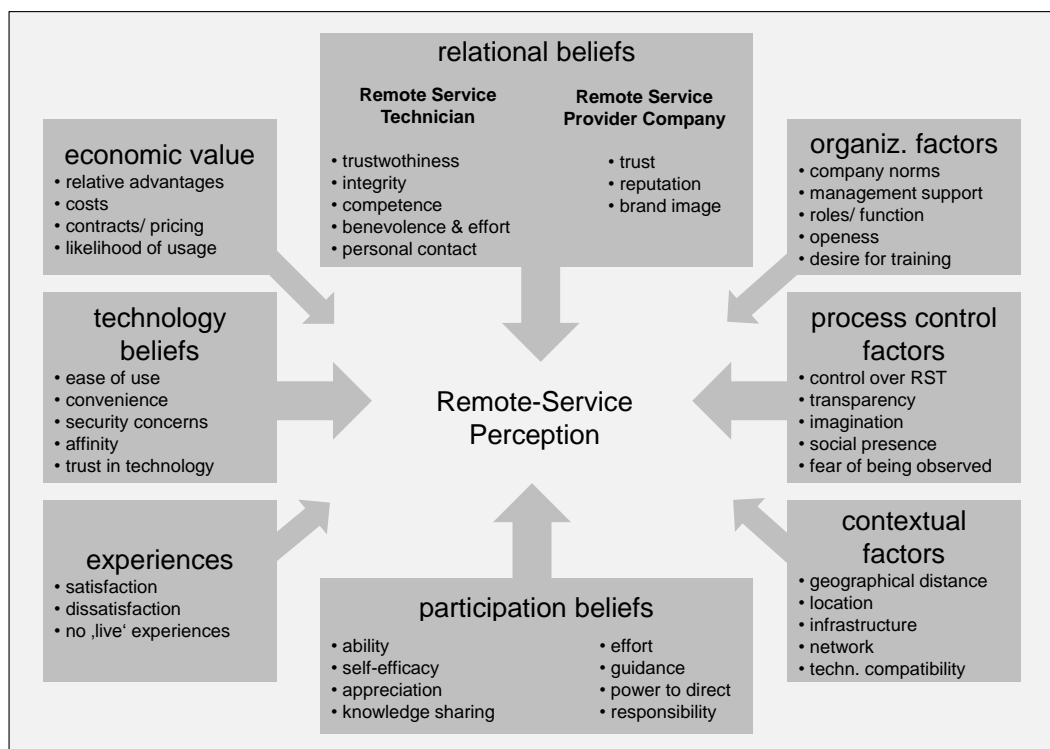 relational beliefs
Remote Service
Technician
• trustwothiness
• integrity
• competence
• benevolence & effort
• personal contact
Remote Service
Provider Company
• trust
• reputation
• brand image
economic value
• relative advantages
• costs
• contracts/ pricing
• likelihood of usage
organiz. factors
• company norms
• management support
• roles/ function
• openess
• desire for training
technology
beliefs
• ease of use
• convenience
• security concerns
• affinity
• trust in technology
Remote-Service
Perception
process control
factors
• control over RST
• transparency
• imagination
• social presence
• fear of being observed
experiences
• satisfaction
• dissatisfaction
• no ‚live‘ experiences
participation beliefs
• ability
• self-efficacy
• appreciation
• knowledge sharing
• effort
• guidance
• power to direct
• responsibility
contextual
factors
• geographical distance
• location
• infrastructure
• network
• techn. compatibility